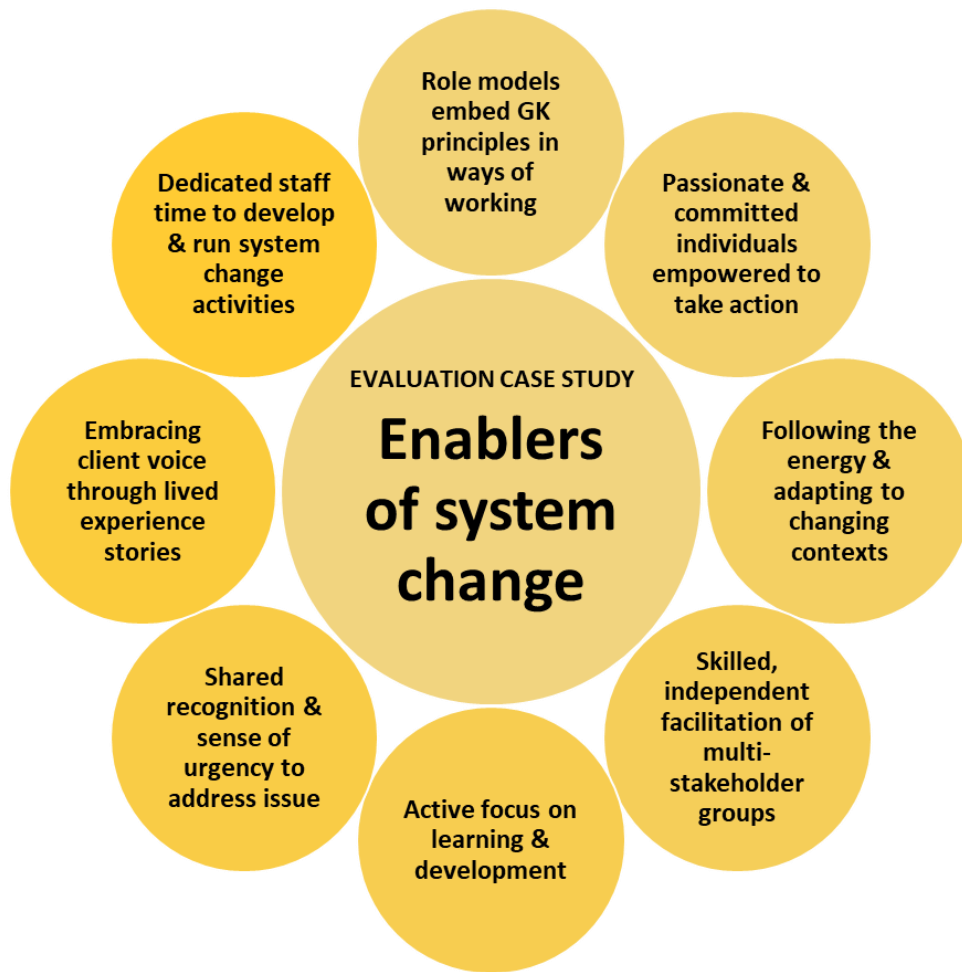 Role models
embed GK
principles in
ways of
working
Passionate &
committed
individuals
empowered to
take action
Following the
energy &
adapting to
changing
contexts
Skilled,
independent
facilitation of
multi-
stakeholder
groups
Active focus on
learning &
development
Shared
recognition &
sense of
urgency to
address issue
Embracing
client voice
through lived
experience
stories
Dedicated staff
time to develop
& run system
change
activities
EVALUATION CASE STUDY
Enablers
of system
change